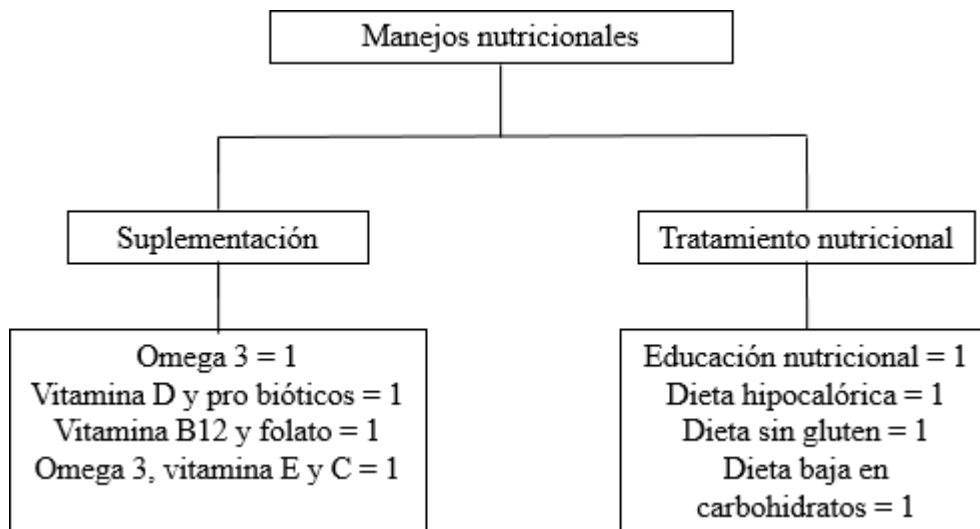 Manejos nutricionales
Suplementación
Tratamiento nutricional
Omega 3 = 1
Vitamina D y pro bióticos = 1
Vitamina B12 y folato = 1
Omega 3, vitamina E y C = 1
Educación nutricional = 1
Dieta hipocalórica = 1
Dieta sin gluten = 1
Dieta baja en
carbohidratos = 1